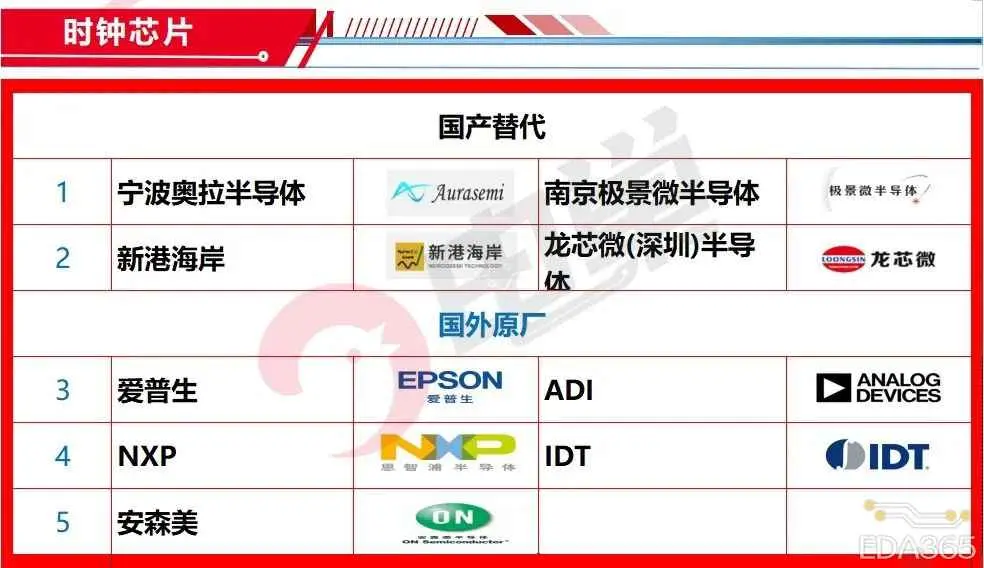 时钟芯片
国产替代
1 宁波奥拉半导体 Aurasemi 南京极景微半导体 极景微半导体
2 新港海岸 新港海岸 龙芯微(深圳)半导
NEWCOSEMI TECHNOLOGY 体 LOONGSIN 龙芯微
国外原厂
3 爱普生 EPSON ADI ANALOG
爱普生 DEVICES
4 NXP NXP IDT IDT
恩智浦半导体
5 安森美 ON
安森美半导体
ON Semiconductor
EDA365